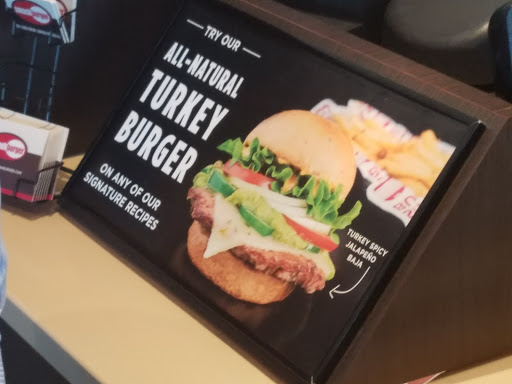 TRY OUR
ALL-NATURAL
TURKEY
BURGER
ON ANY OF OUR
SIGNATURE RECIPES
TURKEY SPICY
JALAPEÑO
BAJA